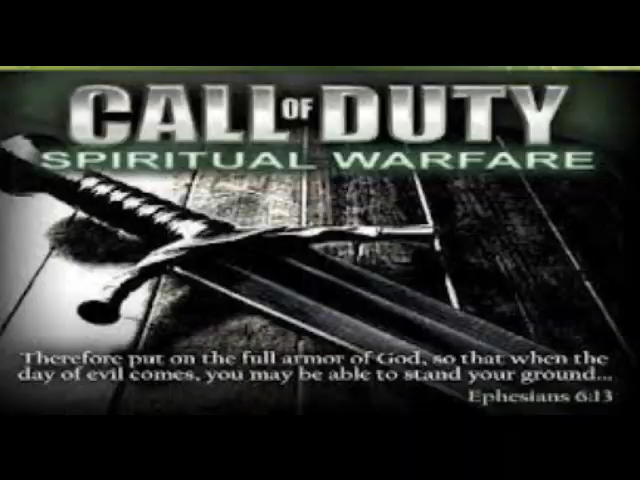 CALL OF DUTY
SPIRITUAL WARFARE
Therefore put on the full armor of God, so that when the
day of evil comes, you may be able to stand your ground...
Ephesians 6:13